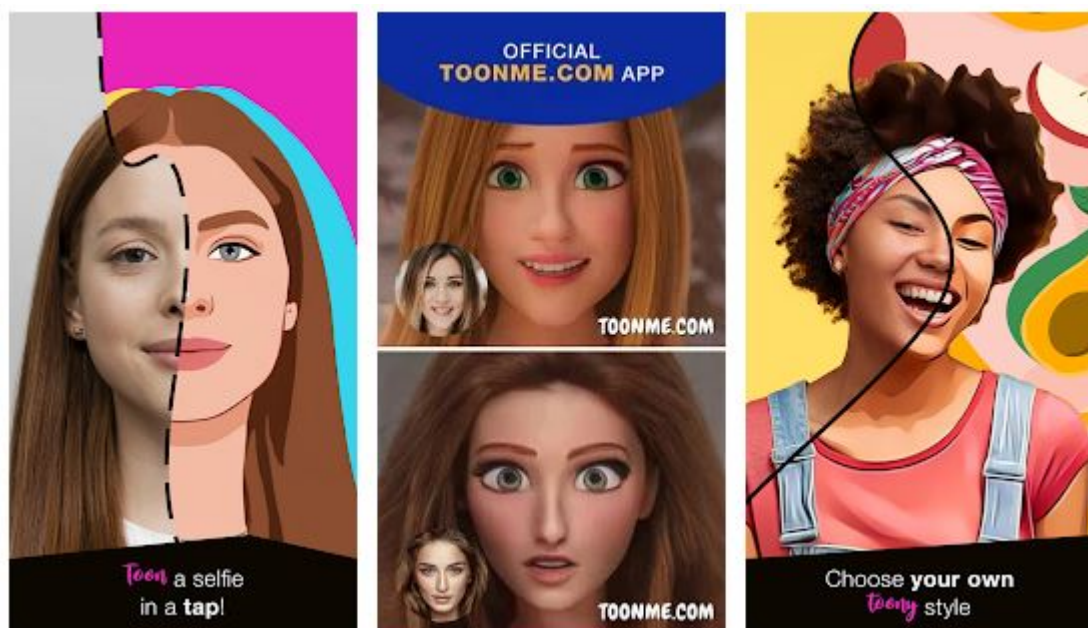 Toon a selfie
in a tap!
OFFICIAL
TOONME.COM APP
TOONME.COM
TOONME.COM
Choose your own
toony style